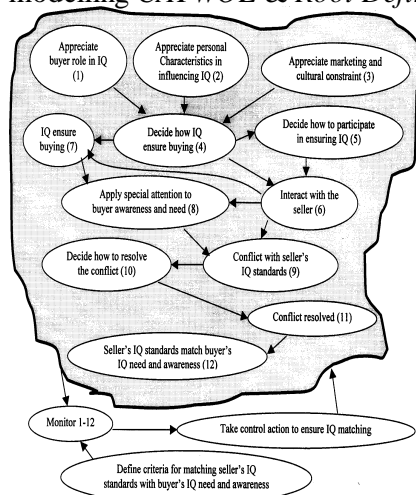 modelling CATWOE & Root Defin
Appreciate
buyer role in IQ
(1)
Appreciate personal
Characteristics in
influencing IQ (2)
Appreciate marketing and
cultural constraint (3)
IQ ensure
buying (7)
Decide how IQ
ensure buying (4)
Decide how to participate
in ensuring IQ (5)
Apply special attention to
buyer awareness and need (8)
Interact with the
seller (6)
Decide how to resolve
the conflict (10)
Conflict with seller's
IQ standards (9)
Conflict resolved (11)
Seller's IQ standards match buyer's
IQ need and awareness (12)
Monitor 1-12
Take control action to ensure IQ matching
Define criteria for matching seller's IQ
standards with buyer's IQ need and awareness